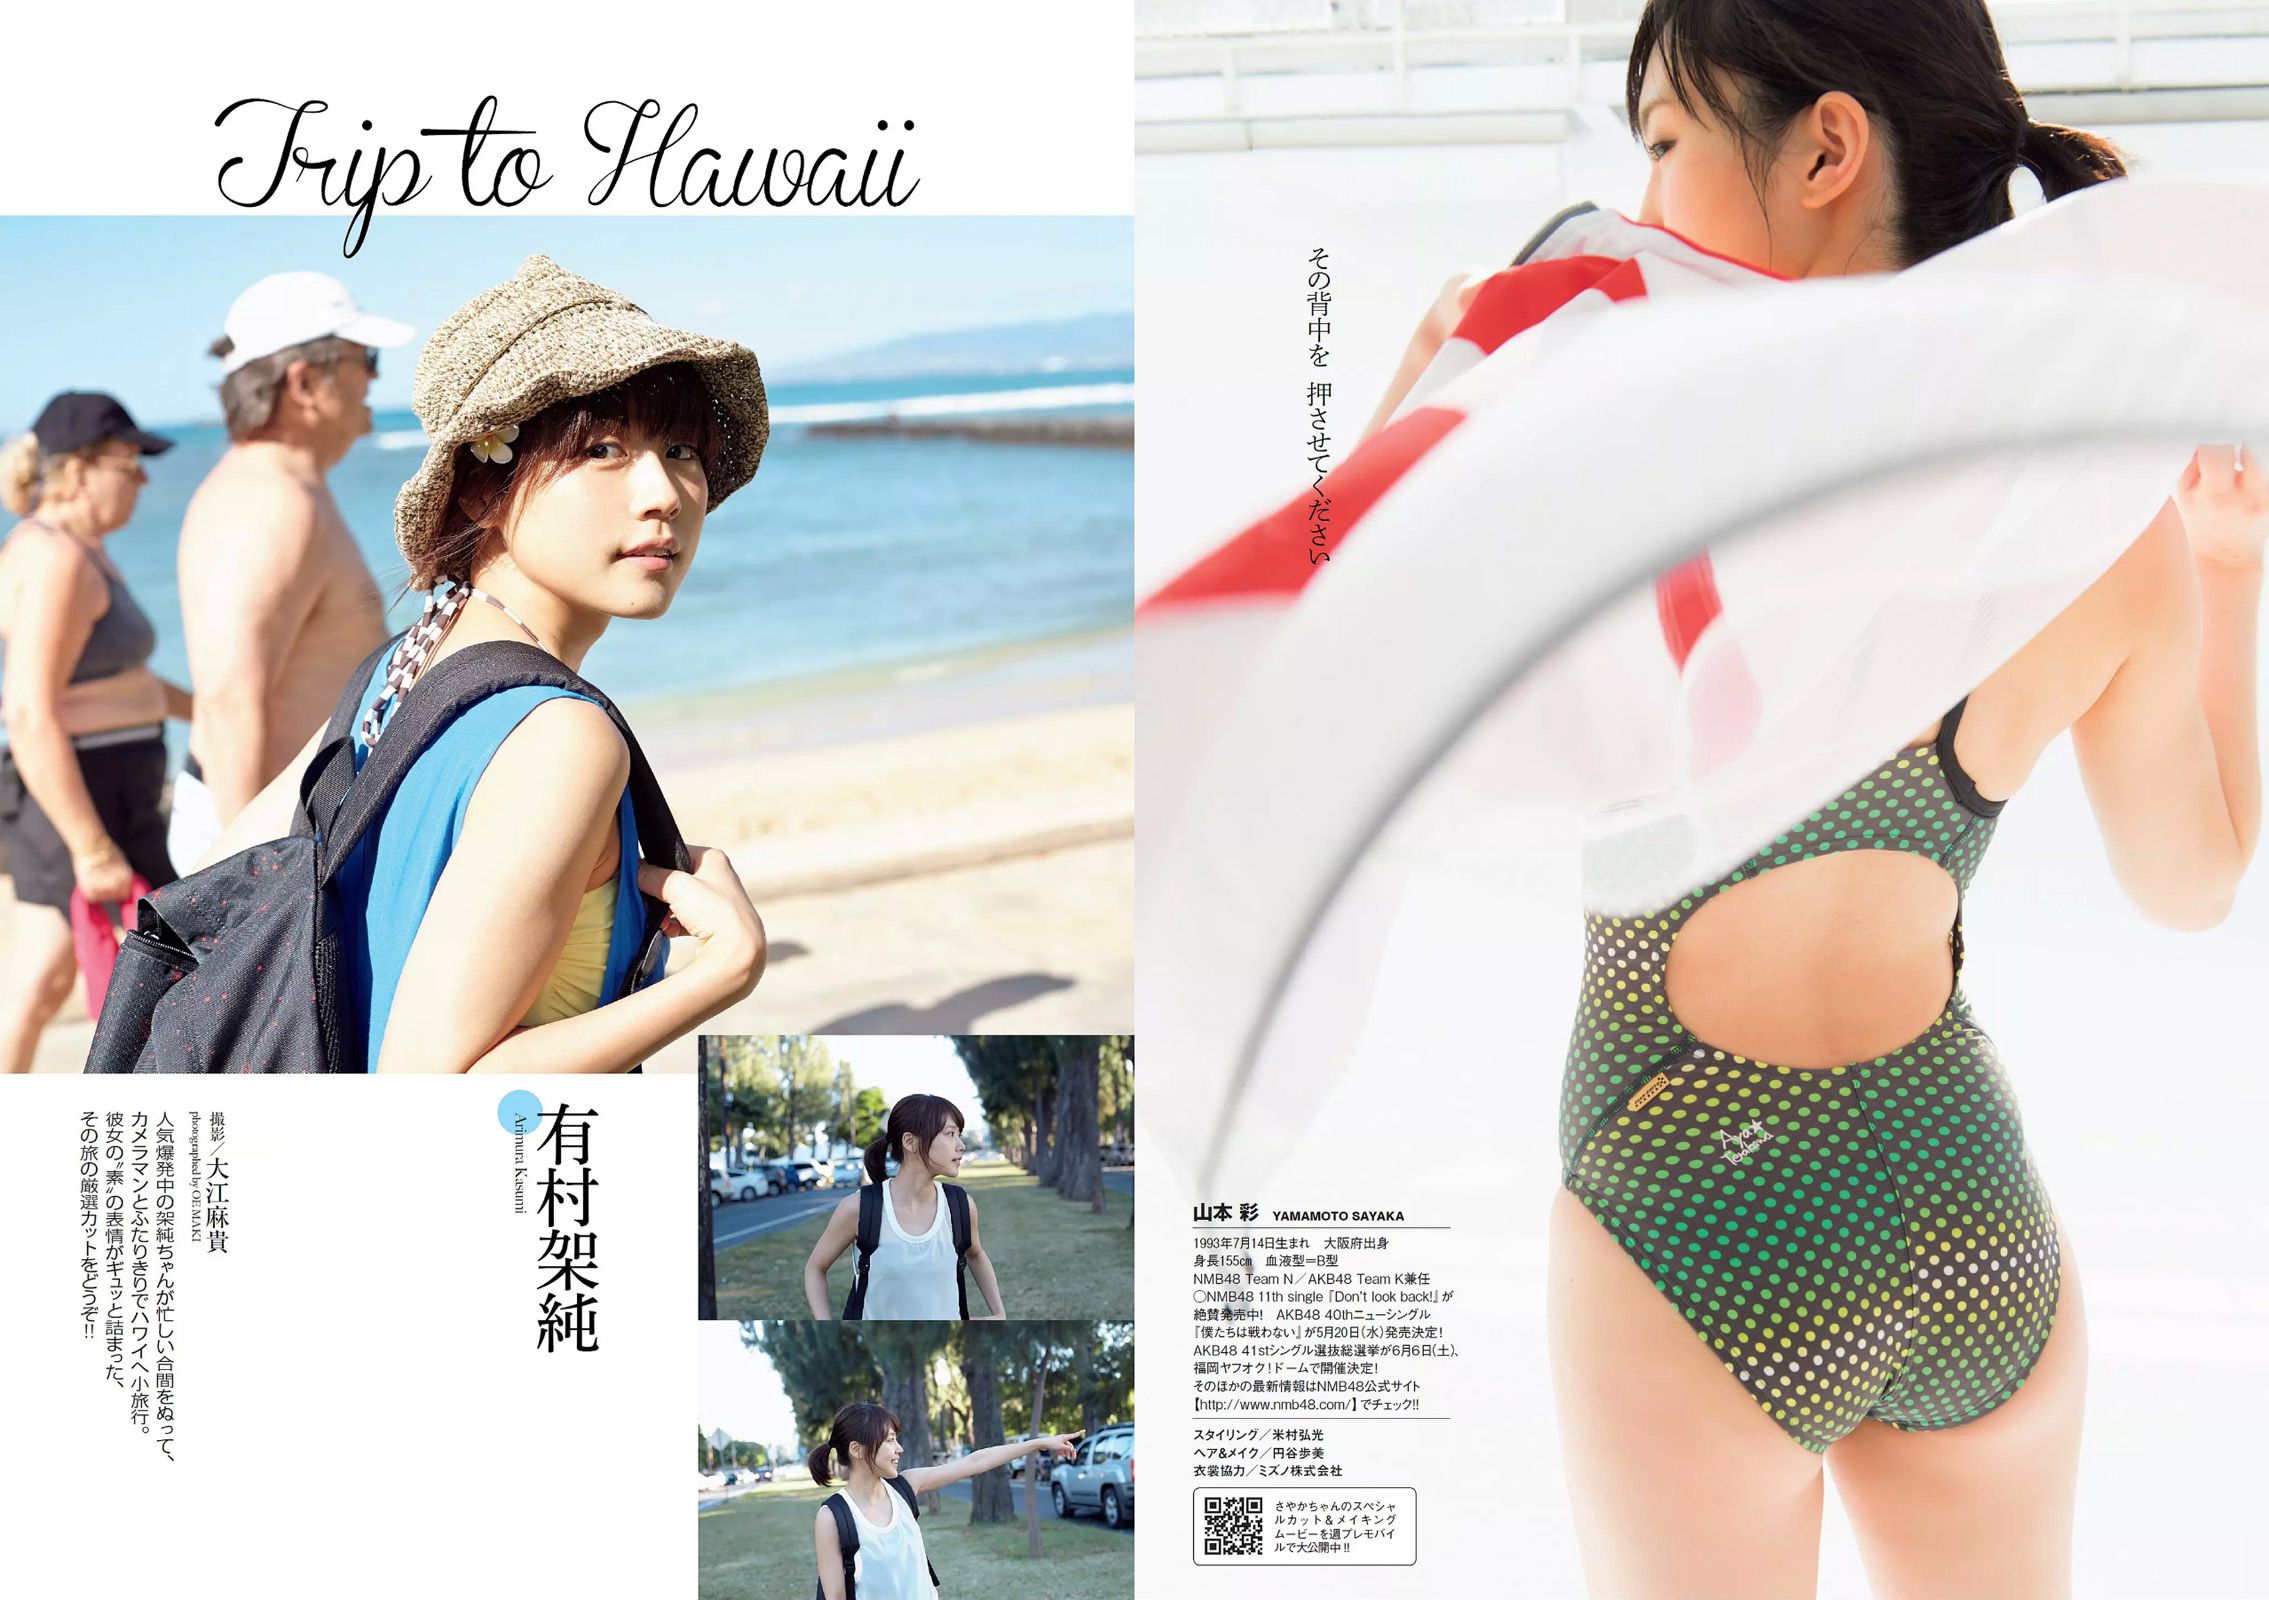 Trip to Hawaii
有村架純
Arimura Kasumi
撮影／大江麻貴
photographed by OE MAKI
人気爆発中の架純ちゃんが忙しい合間をぬって、
カメラマンとふたりきりでハワイへ小旅行。
彼女の〝素〟の表情がギュッと詰まった、
その旅の厳選カットをどうぞ!!
その背中を 押させてください
Aya★
Terakawa
山本 彩 YAMAMOTO SAYAKA
1993年7月14日生まれ 大阪府出身
身長155㎝ 血液型＝B型
NMB48 Team N／AKB48 Team K兼任
◯NMB48 11th single『Don't look back!』が
絶賛発売中! AKB48 40thニューシングル
『僕たちは戦わない』が5月20日(水)発売決定!
AKB48 41stシングル選抜総選挙が6月6日(土)、
福岡ヤフオク!ドームで開催決定!
そのほかの最新情報はNMB48公式サイト
【http://www.nmb48.com/】でチェック!!
スタイリング／米村弘光
ヘア&メイク／円谷歩美
衣裳協力／ミズノ株式会社
さやかちゃんのスペシャ
ルカット&メイキング
ムービーを週プレモバイ
ルで大公開中!!